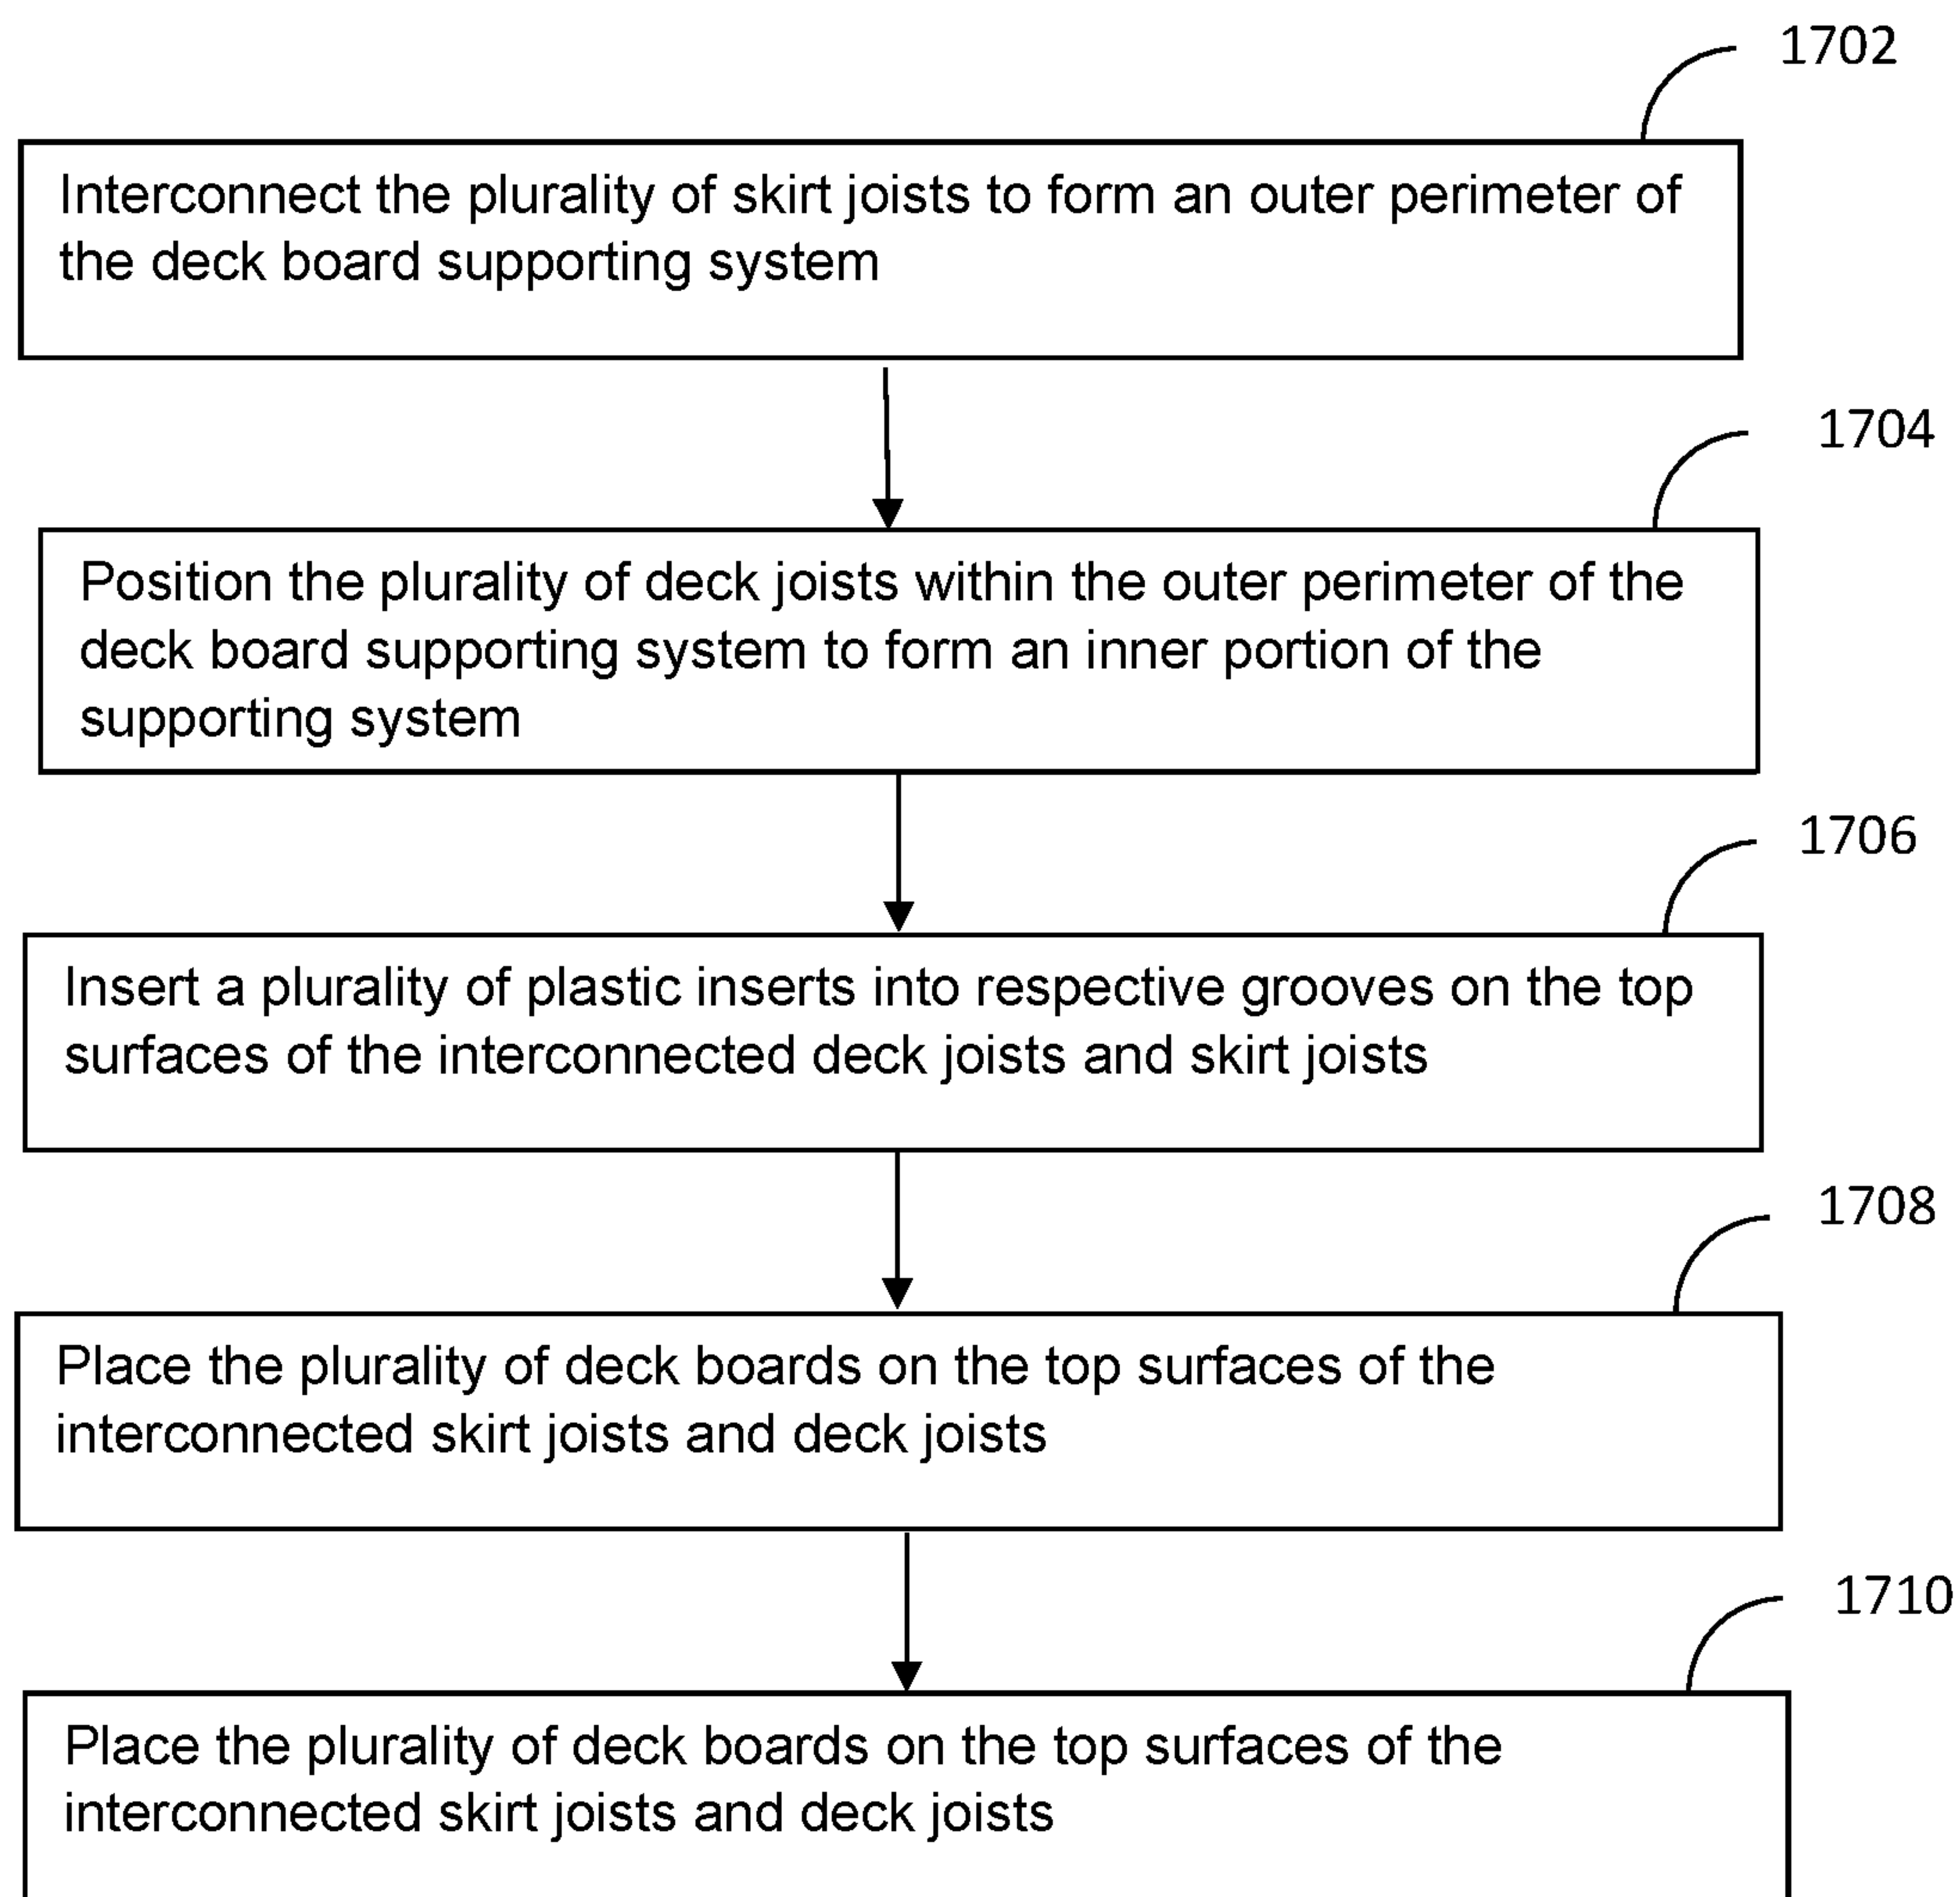 1702
Interconnect the plurality of skirt joists to form an outer perimeter of
the deck board supporting system
1704
Position the plurality of deck joists within the outer perimeter of the
deck board supporting system to form an inner portion of the
supporting system
1706
Insert a plurality of plastic inserts into respective grooves on the top
surfaces of the interconnected deck joists and skirt joists
1708
Place the plurality of deck boards on the top surfaces of the
interconnected skirt joists and deck joists
1710
Place the plurality of deck boards on the top surfaces of the
interconnected skirt joists and deck joists